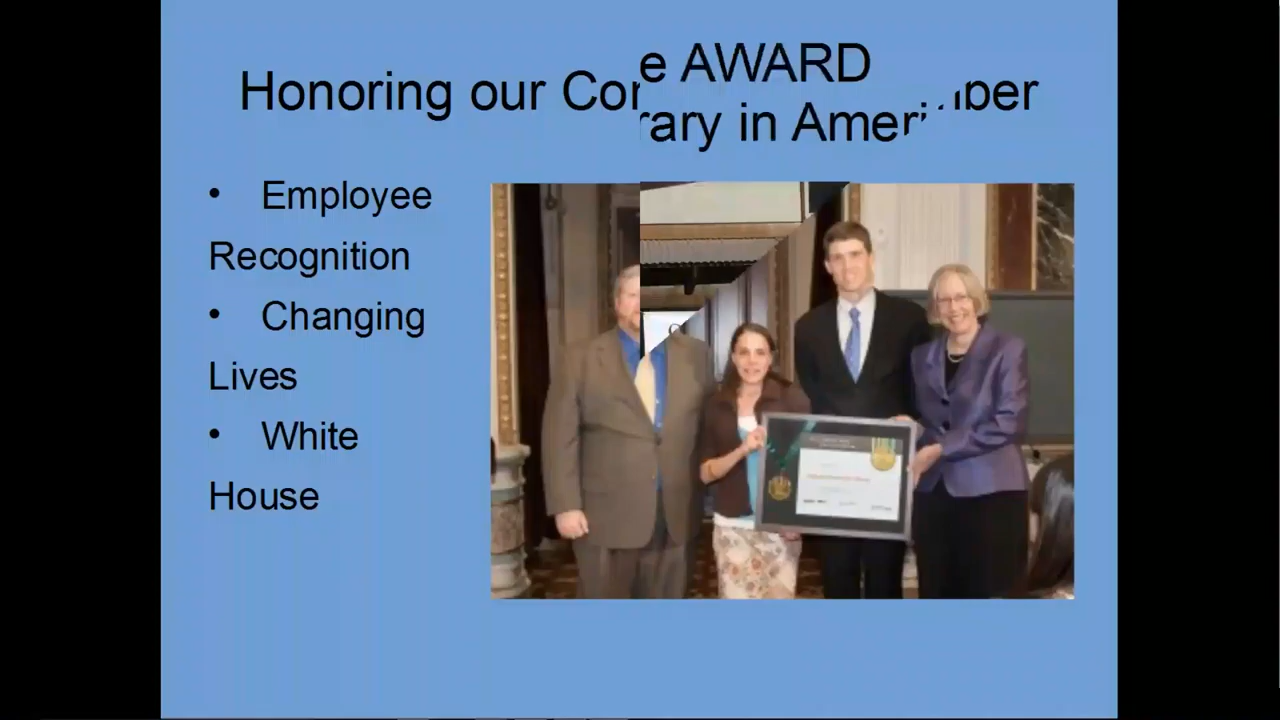 e AWARD
Honoring our Cor
rary in Ameri
ber
• Employee
Recognition
• Changing
Lives
• White
House